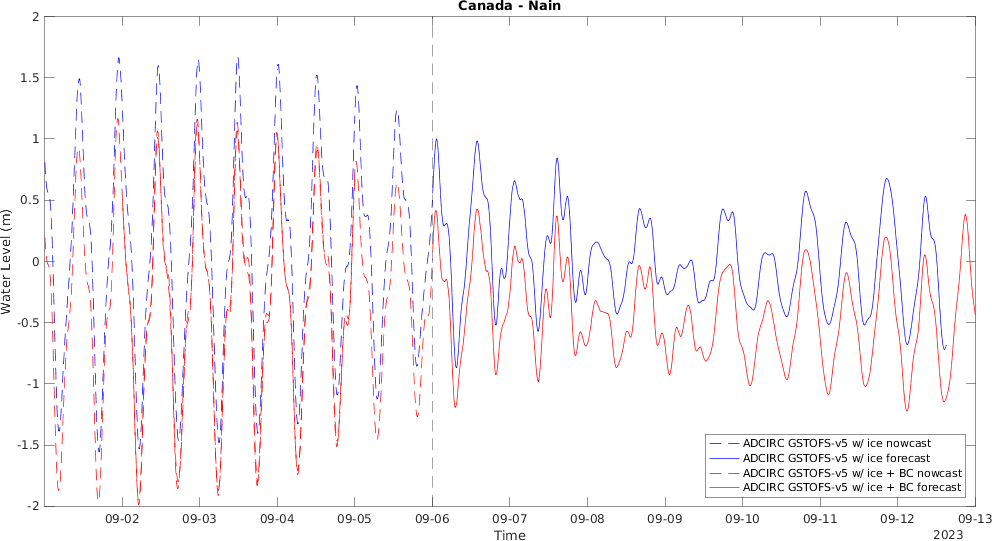 Canada - Nain
Water Level (m)
2
1.5
1
0.5
0
-0.5
-1
-1.5
-2
09-02 09-03 09-04 09-05 09-06 09-07 09-08 09-09 09-10 09-11 09-12 09-13
Time
2023
ADCIRC GSTOFS-v5 w/ ice nowcast
ADCIRC GSTOFS-v5 w/ ice forecast
ADCIRC GSTOFS-v5 w/ ice + BC nowcast
ADCIRC GSTOFS-v5 w/ ice + BC forecast